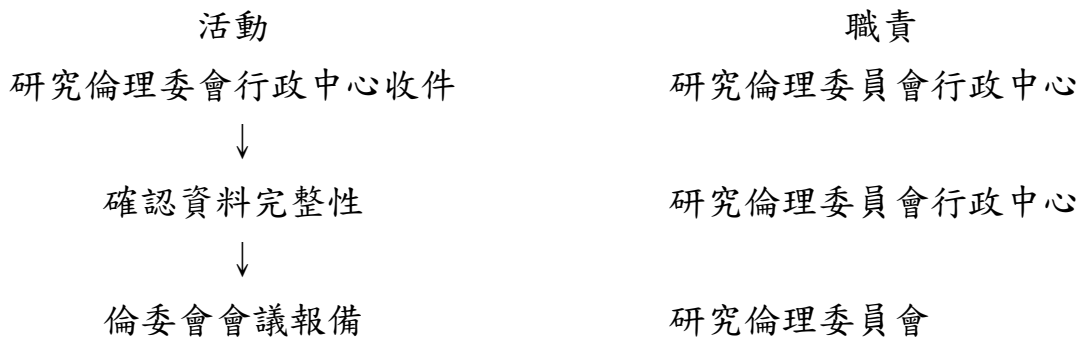 活動 職責
研究倫理委會行政中心收件 研究倫理委員會行政中心
↓
確認資料完整性 研究倫理委員會行政中心
↓
倫委會會議報備 研究倫理委員會